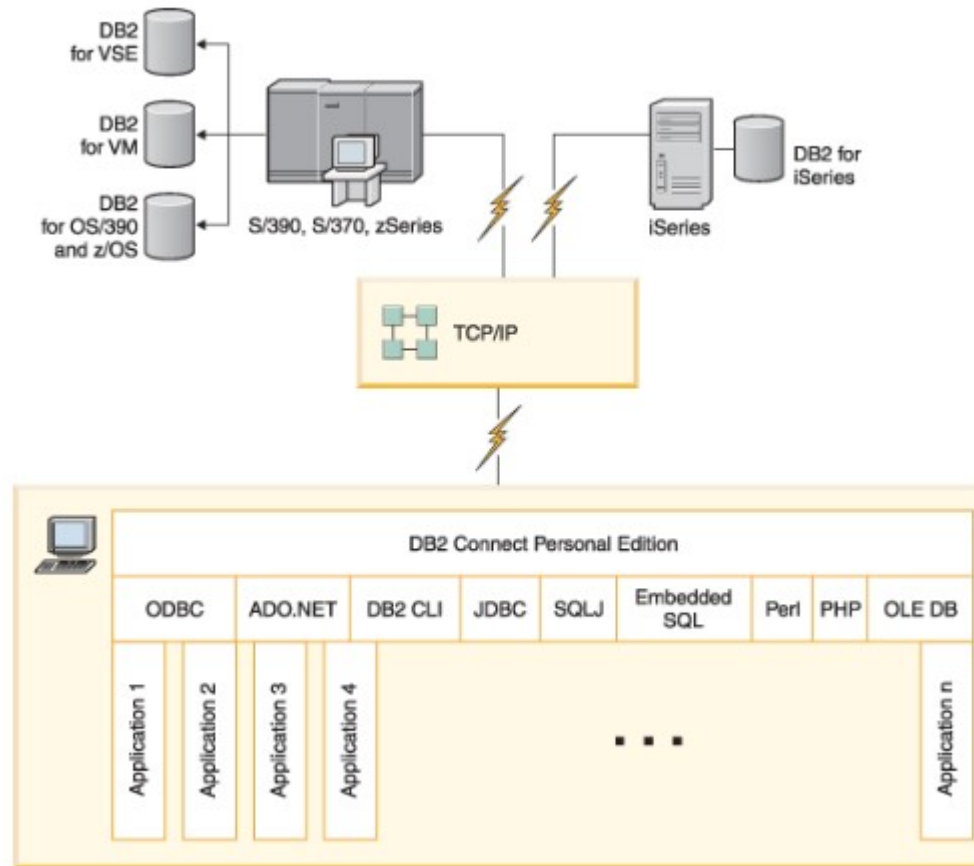 DB2
for VSE
DB2
for VM
DB2
for OS/390
and z/OS
S/390, S/370, zSeries
iSeries
DB2 for
iSeries
TCP/IP
DB2 Connect Personal Edition
ODBC
ADO.NET
DB2 CLI
JDBC
SQLJ
Embedded
SQL
Perl
PHP
OLE DB
Application 1
Application 2
Application 3
Application 4
Application n